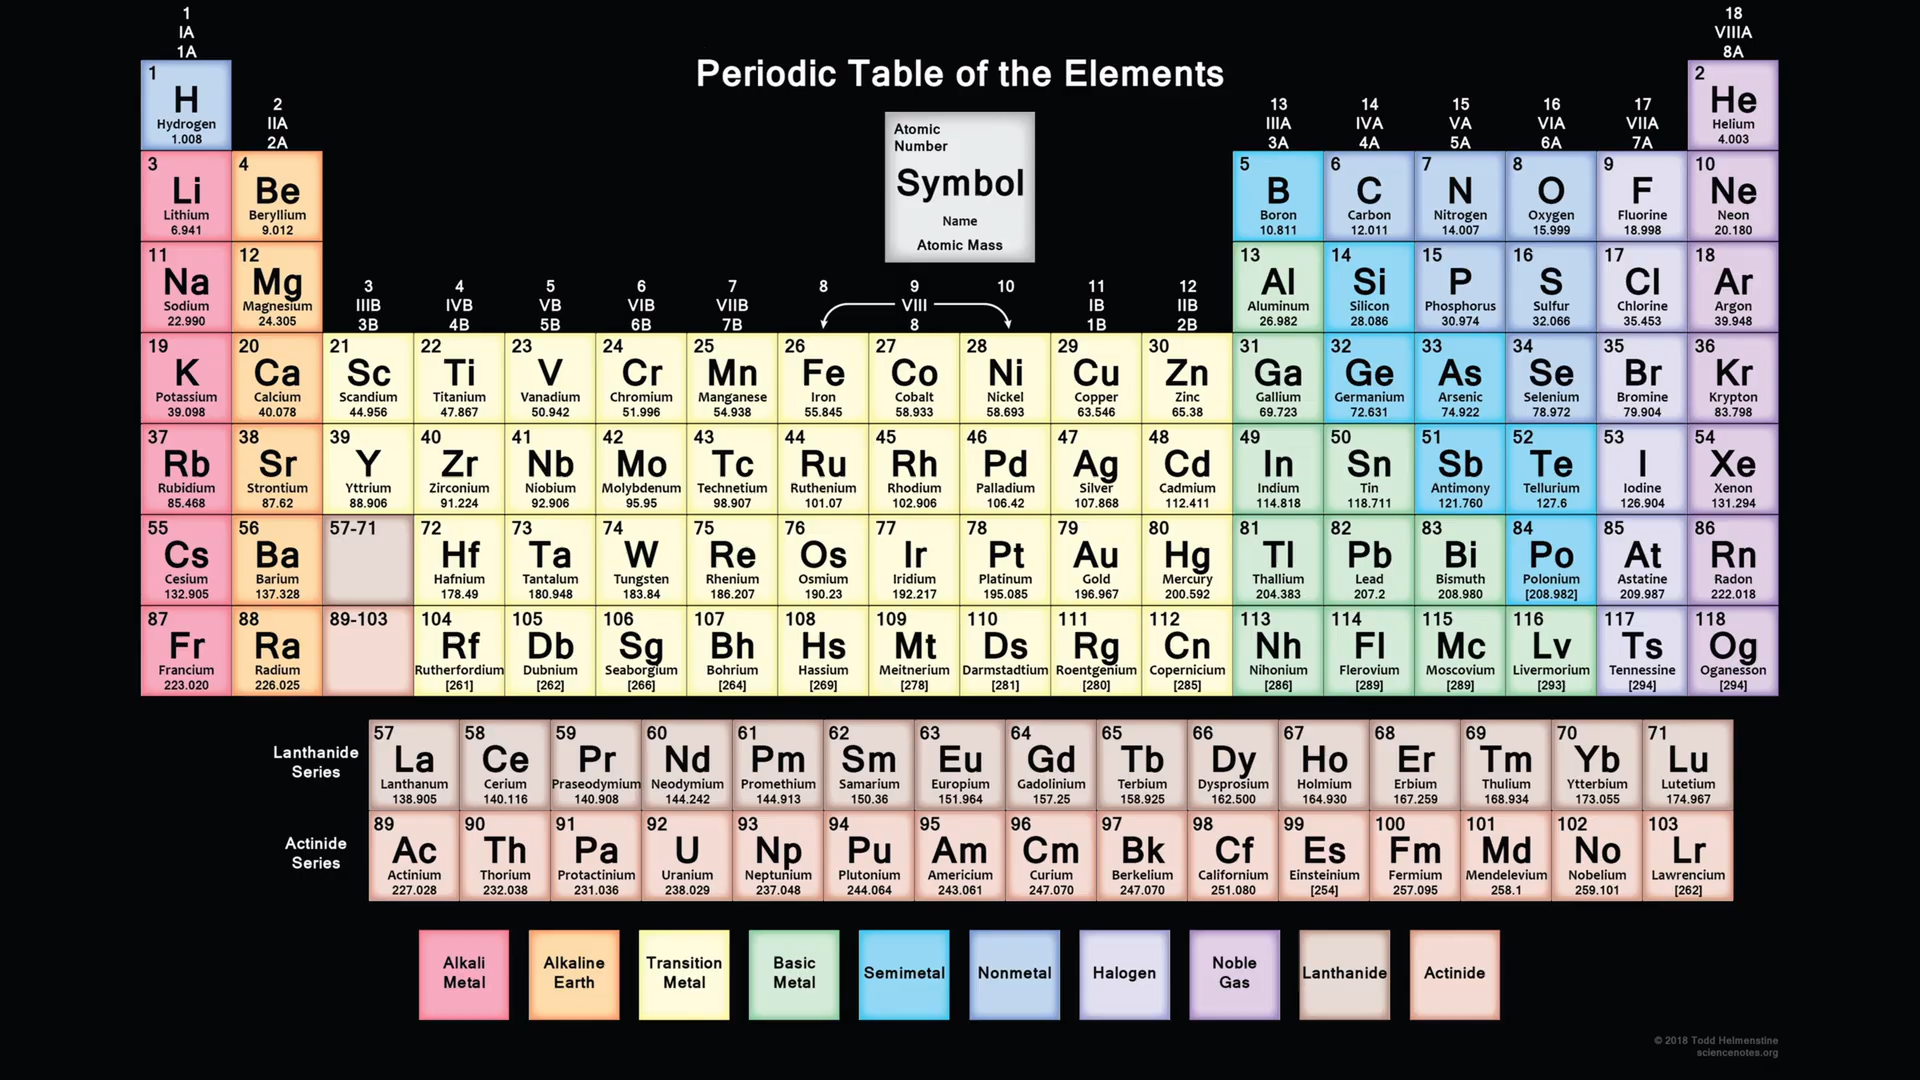 1
IA
1A
18
VIIIA
8A
Periodic Table of the Elements
1
H
Hydrogen
1.008
2
IIA
2A
13
IIIA
3A
14
IVA
4A
15
VA
5A
16
VIA
6A
17
VIIA
7A
2
He
Helium
4.003
Atomic
Number
Symbol
Name
Atomic Mass
3
Li
Lithium
6.941
4
Be
Beryllium
9.012
5
B
Boron
10.811
6
C
Carbon
12.011
7
N
Nitrogen
14.007
8
O
Oxygen
15.999
9
F
Fluorine
18.998
10
Ne
Neon
20.180
11
Na
Sodium
22.990
12
Mg
Magnesium
24.305
3
IIIB
3B
4
IVB
4B
5
VB
5B
6
VIB
6B
7
VIIB
7B
8
9
10
VIII
8
11
IB
1B
12
IIB
2B
13
Al
Aluminum
26.982
14
Si
Silicon
28.086
15
P
Phosphorus
30.974
16
S
Sulfur
32.066
17
Cl
Chlorine
35.453
18
Ar
Argon
39.948
19
K
Potassium
39.098
20
Ca
Calcium
40.078
21
Sc
Scandium
44.956
22
Ti
Titanium
47.867
23
V
Vanadium
50.942
24
Cr
Chromium
51.996
25
Mn
Manganese
54.938
26
Fe
Iron
55.845
27
Co
Cobalt
58.933
28
Ni
Nickel
58.693
29
Cu
Copper
63.546
30
Zn
Zinc
65.38
31
Ga
Gallium
69.723
32
Ge
Germanium
72.631
33
As
Arsenic
74.922
34
Se
Selenium
78.972
35
Br
Bromine
79.904
36
Kr
Krypton
83.798
37
Rb
Rubidium
85.468
38
Sr
Strontium
87.62
39
Y
Yttrium
88.906
40
Zr
Zirconium
91.224
41
Nb
Niobium
92.906
42
Mo
Molybdenum
95.95
43
Tc
Technetium
98.907
44
Ru
Ruthenium
101.07
45
Rh
Rhodium
102.906
46
Pd
Palladium
106.42
47
Ag
Silver
107.868
48
Cd
Cadmium
112.411
49
In
Indium
114.818
50
Sn
Tin
118.711
51
Sb
Antimony
121.760
52
Te
Tellurium
127.6
53
I
Iodine
126.904
54
Xe
Xenon
131.294
55
Cs
Cesium
132.905
56
Ba
Barium
137.328
57-71
72
Hf
Hafnium
178.49
73
Ta
Tantalum
180.948
74
W
Tungsten
183.84
75
Re
Rhenium
186.207
76
Os
Osmium
190.23
77
Ir
Iridium
192.217
78
Pt
Platinum
195.085
79
Au
Gold
196.967
80
Hg
Mercury
200.592
81
Tl
Thallium
204.383
82
Pb
Lead
207.2
83
Bi
Bismuth
208.980
84
Po
Polonium
[208.982]
85
At
Astatine
209.987
86
Rn
Radon
222.018
87
Fr
Francium
223.020
88
Ra
Radium
226.025
89-103
104
Rf
Rutherfordium
[261]
105
Db
Dubnium
[262]
106
Sg
Seaborgium
[266]
107
Bh
Bohrium
[264]
108
Hs
Hassium
[269]
109
Mt
Meitnerium
[278]
110
Ds
Darmstadtium
[281]
111
Rg
Roentgenium
[280]
112
Cn
Copernicium
[285]
113
Nh
Nihonium
[286]
114
Fl
Flerovium
[289]
115
Mc
Moscovium
[289]
116
Lv
Livermorium
[293]
117
Ts
Tennessine
[294]
118
Og
Oganesson
[294]
Lanthanide
Series
57
La
Lanthanum
138.905
58
Ce
Cerium
140.116
59
Pr
Praseodymium
140.908
60
Nd
Neodymium
144.242
61
Pm
Promethium
144.913
62
Sm
Samarium
150.36
63
Eu
Europium
151.964
64
Gd
Gadolinium
157.25
65
Tb
Terbium
158.925
66
Dy
Dysprosium
162.500
67
Ho
Holmium
164.930
68
Er
Erbium
167.259
69
Tm
Thulium
168.934
70
Yb
Ytterbium
173.055
71
Lu
Lutetium
174.967
Actinide
Series
89
Ac
Actinium
227.028
90
Th
Thorium
232.038
91
Pa
Protactinium
231.036
92
U
Uranium
238.029
93
Np
Neptunium
237.048
94
Pu
Plutonium
244.064
95
Am
Americium
243.061
96
Cm
Curium
247.070
97
Bk
Berkelium
247.070
98
Cf
Californium
251.080
99
Es
Einsteinium
[254]
100
Fm
Fermium
257.095
101
Md
Mendelevium
258.1
102
No
Nobelium
259.101
103
Lr
Lawrencium
[262]
Alkali
Metal
Alkaline
Earth
Transition
Metal
Basic
Metal
Semimetal
Nonmetal
Halogen
Noble
Gas
Lanthanide
Actinide
© 2018 Todd Helmenstine
sciencenotes.org